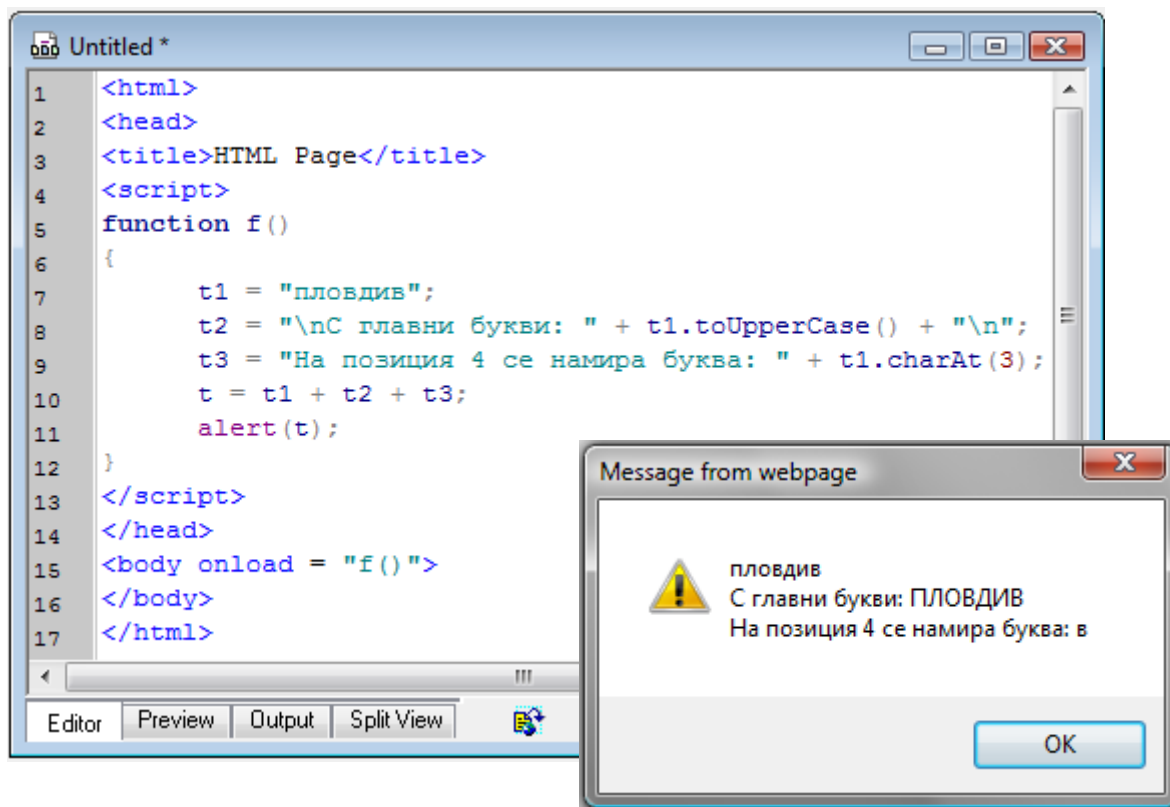 Untitled *
1 <html>
2 <head>
3 <title>HTML Page</title>
4 <script>
5 function f()
6 {
7 t1 = "пловдив";
8 t2 = "\nС главни букви: " + t1.toUpperCase() + "\n";
9 t3 = "На позиция 4 се намира буква: " + t1.charAt(3);
10 t = t1 + t2 + t3;
11 alert(t);
12 }
13 </script>
14 </head>
15 <body onload = "f()">
16 </body>
17 </html>
Editor Preview Output Split View
Message from webpage
пловдив
С главни букви: ПЛОВДИВ
На позиция 4 се намира буква: в
OK